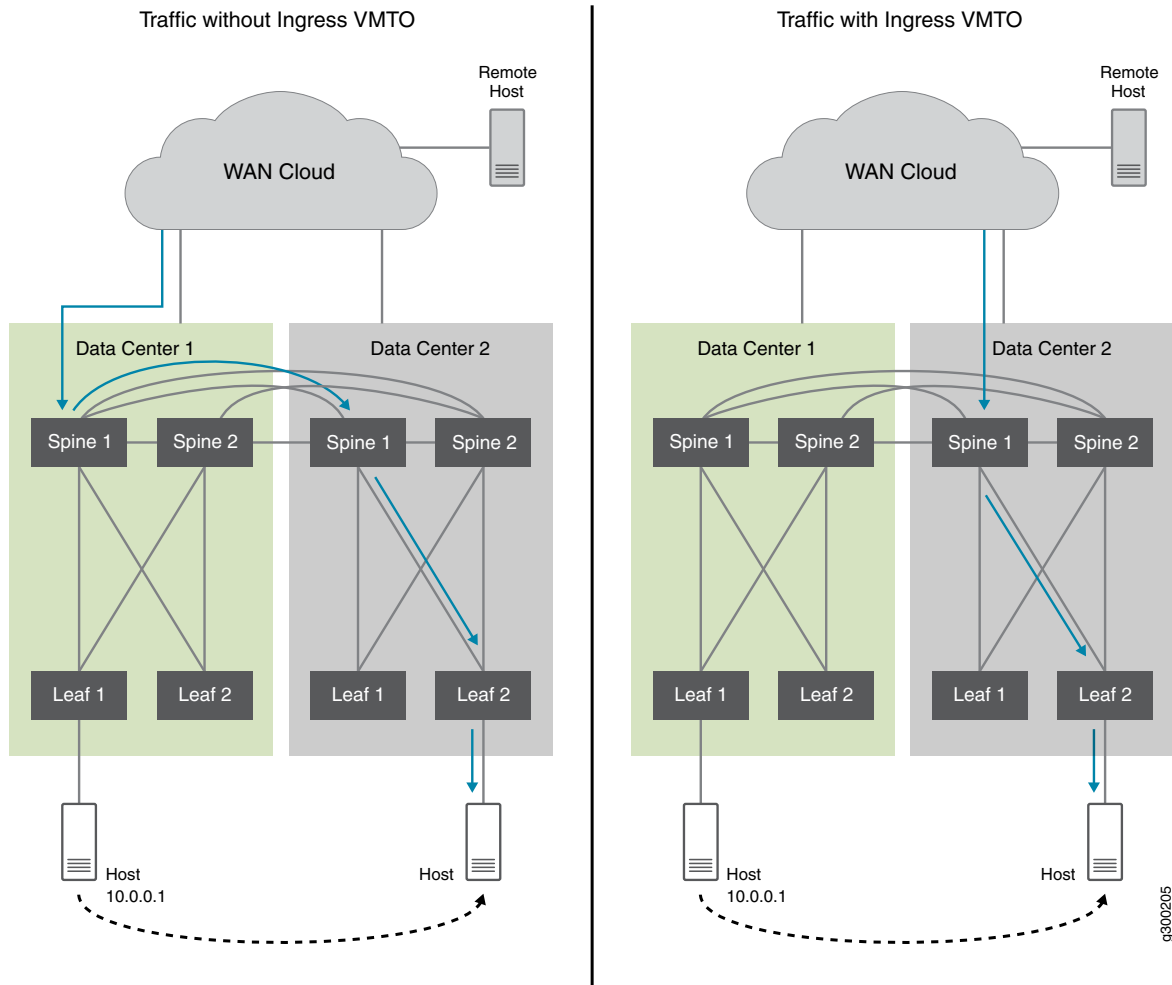 Traffic without Ingress VMTO
Remote
Host
WAN Cloud
Data Center 1
Data Center 2
Spine 1
Spine 2
Spine 1
Spine 2
Leaf 1
Leaf 2
Leaf 1
Leaf 2
Host
10.0.0.1
Host
Traffic with Ingress VMTO
Remote
Host
WAN Cloud
Data Center 1
Data Center 2
Spine 1
Spine 2
Spine 1
Spine 2
Leaf 1
Leaf 2
Leaf 1
Leaf 2
Host
10.0.0.1
Host
g300205